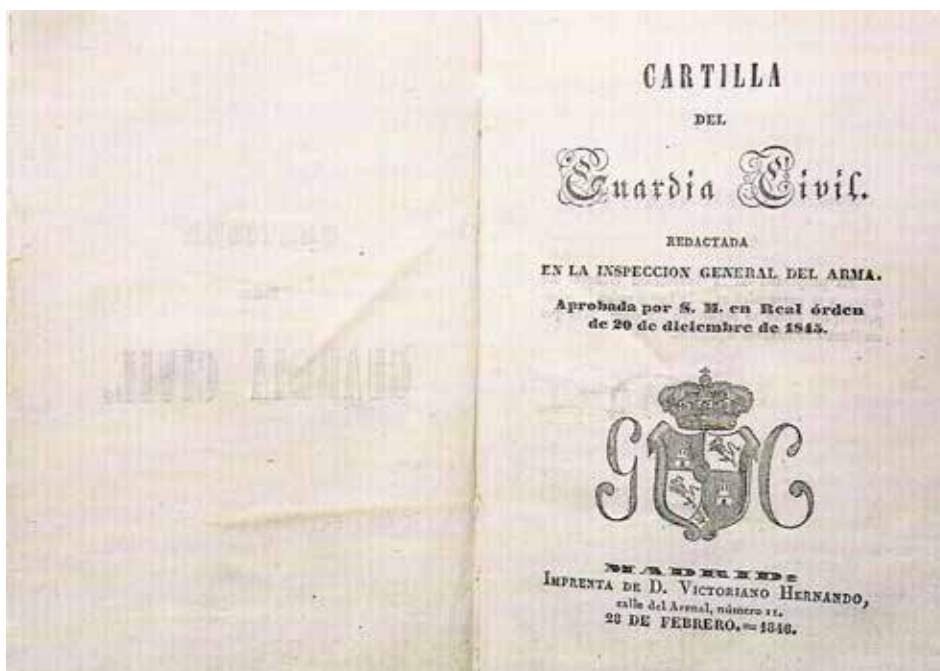 CARTILLA
DEL
Guardia Civil.
REDACTADA
EN LA INSPECCION GENERAL DEL ARMA.
Aprobada por S. M. en Real órden
de 20 de diciembre de 1845.
G C
MADRID:
IMPRENTA DE D. VICTORIANO HERNANDO,
calle del Arenal, número 11.
28 DE FEBRERO.=1846.